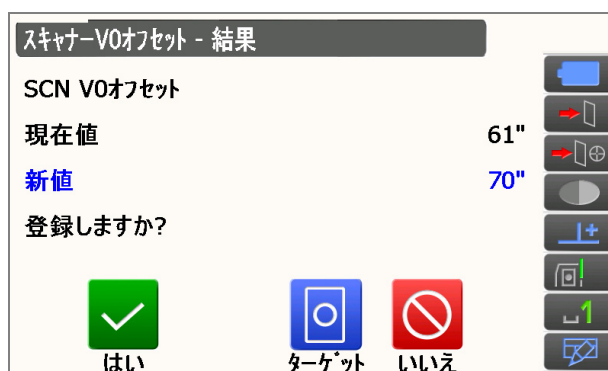 スキャナーV0オフセット - 結果
SCN V0オフセット
現在値 61"
新値 70"
登録しますか?
はい ターゲット いいえ
1